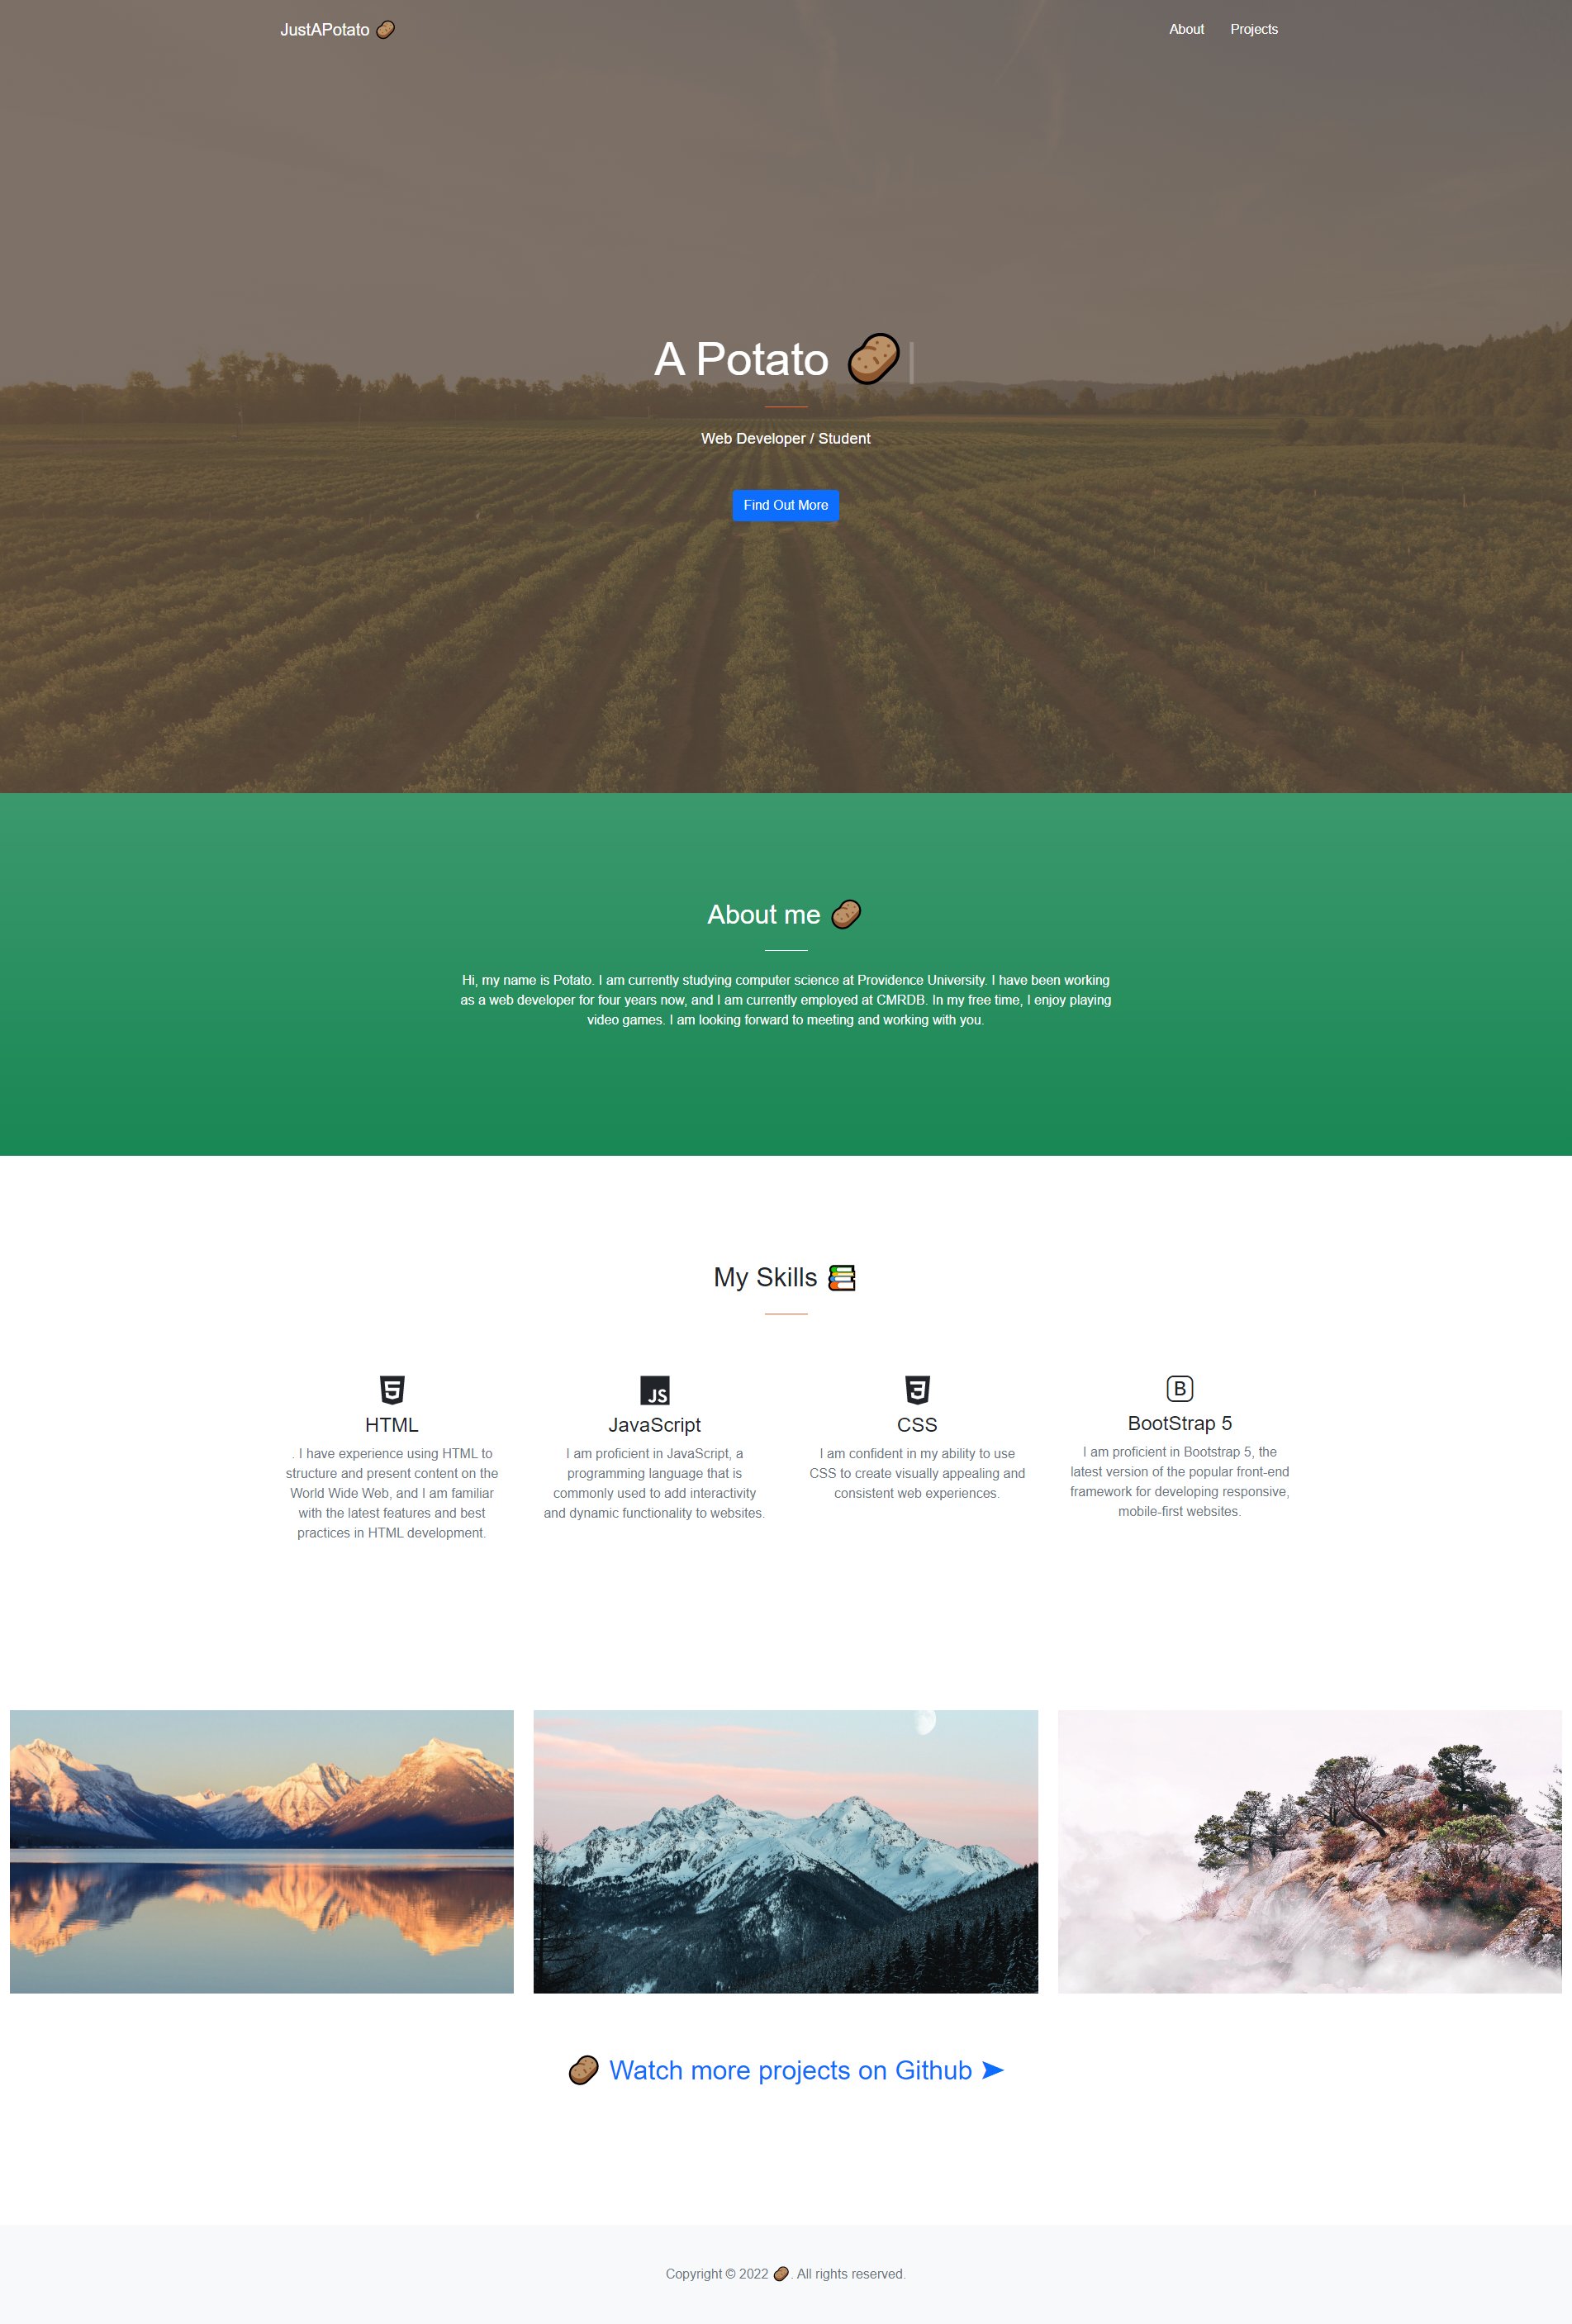 JustAPotato 🥔
About
Projects
A Potato 🥔|
Web Developer / Student
Find Out More
About me 🥔
Hi, my name is Potato. I am currently studying computer science at Providence University. I have been working
as a web developer for four years now, and I am currently employed at CMRDB. In my free time, I enjoy playing
video games. I am looking forward to meeting and working with you.
My Skills 📚
HTML
. I have experience using HTML to
structure and present content on the
World Wide Web, and I am familiar
with the latest features and best
practices in HTML development.
JS
JavaScript
I am proficient in JavaScript, a
programming language that is
commonly used to add interactivity
and dynamic functionality to websites.
CSS
I am confident in my ability to use
CSS to create visually appealing and
consistent web experiences.
B
BootStrap 5
I am proficient in Bootstrap 5, the
latest version of the popular front-end
framework for developing responsive,
mobile-first websites.
🥔 Watch more projects on Github ➤
Copyright © 2022 🥔. All rights reserved.